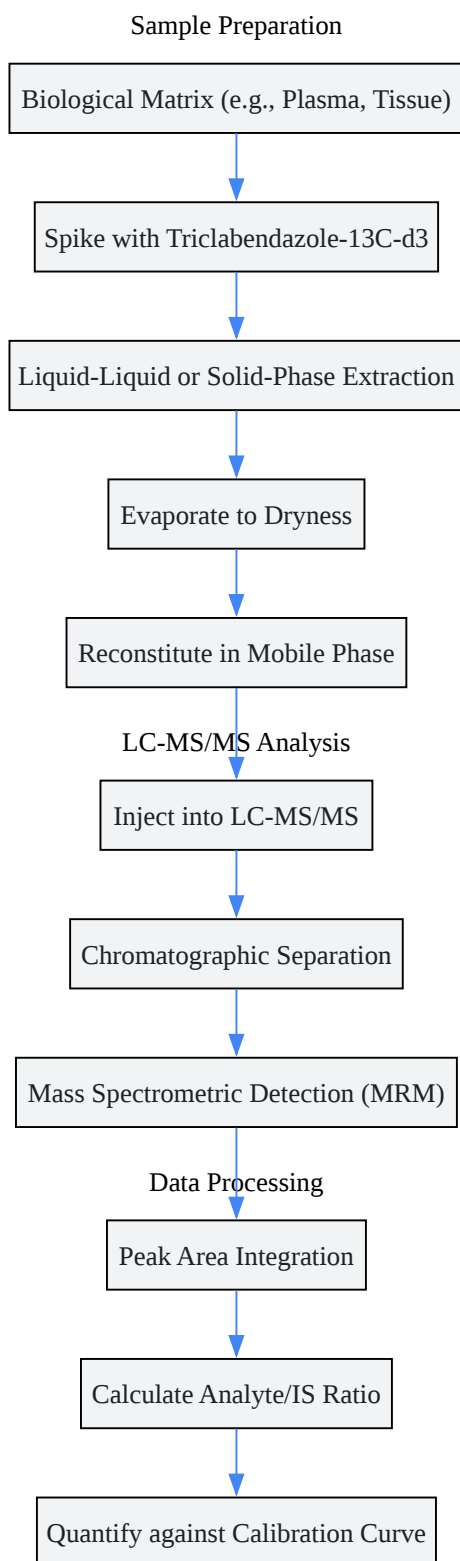 Sample Preparation
Biological Matrix (e.g., Plasma, Tissue)
Spike with Triclabendazole-13C-d3
Liquid-Liquid or Solid-Phase Extraction
Evaporate to Dryness
Reconstitute in Mobile Phase
LC-MS/MS Analysis
Inject into LC-MS/MS
Chromatographic Separation
Mass Spectrometric Detection (MRM)
Data Processing
Peak Area Integration
Calculate Analyte/IS Ratio
Quantify against Calibration Curve